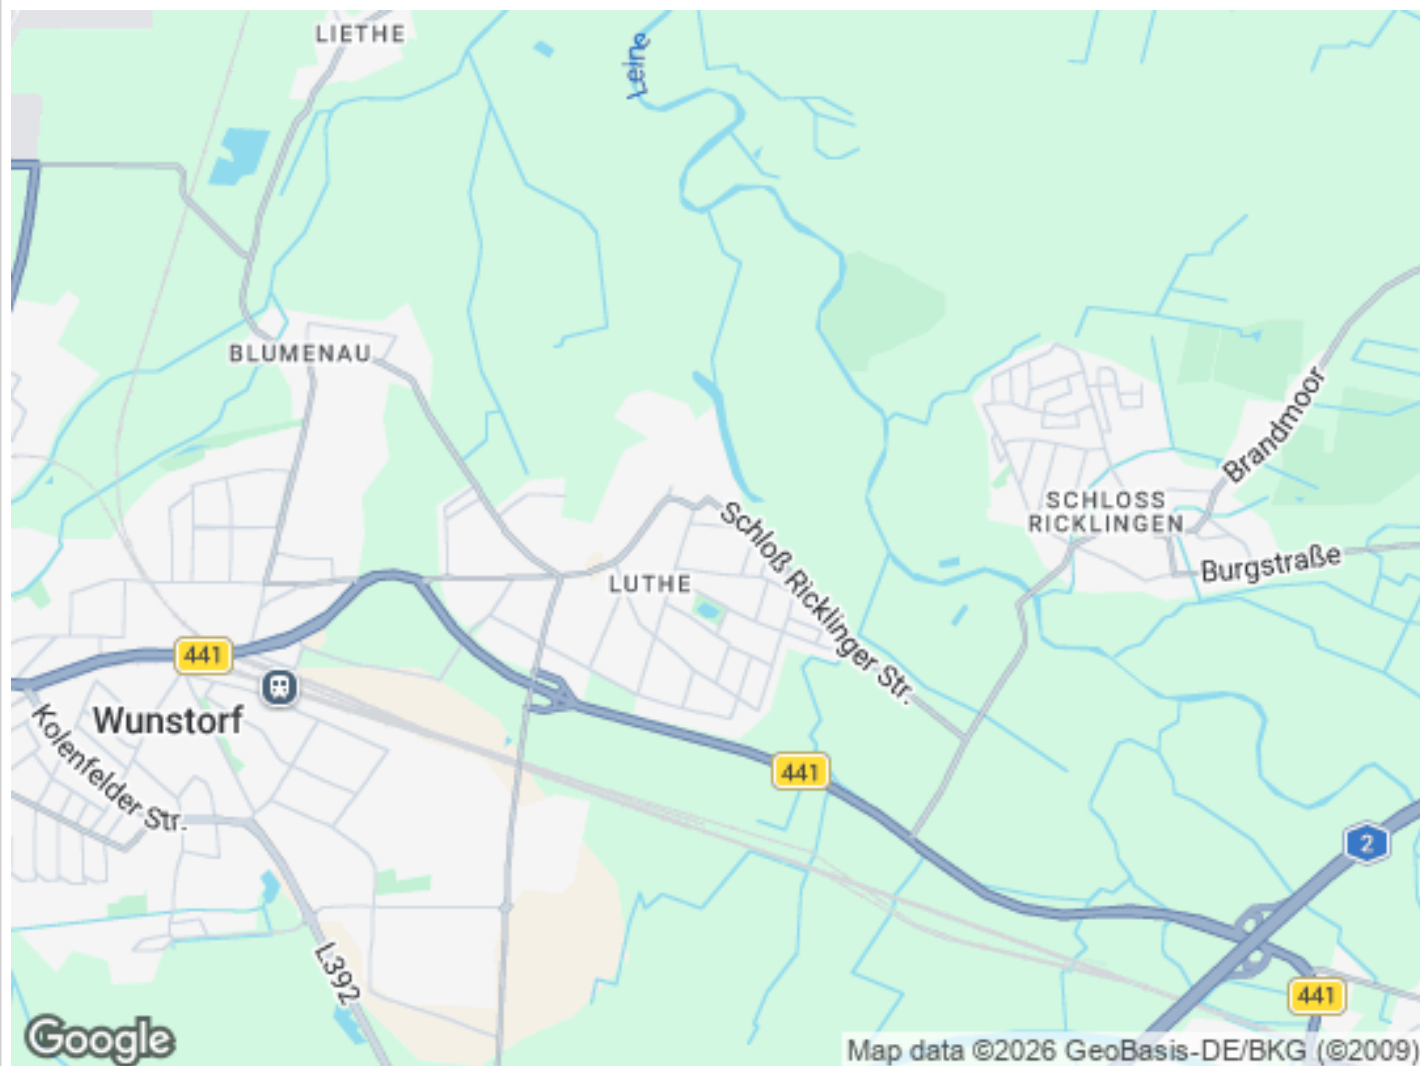 LIETHE
Leine
BLUMENAU
Brandmoor
SCHLOSS
RICKLINGEN
Schloß Ricklinger Str.
Burgstraße
LUTHE
441
Wunstorf
Kolenfelder Str.
441
2
L392
441
Google
Map data ©2026 GeoBasis-DE/BKG (©2009)